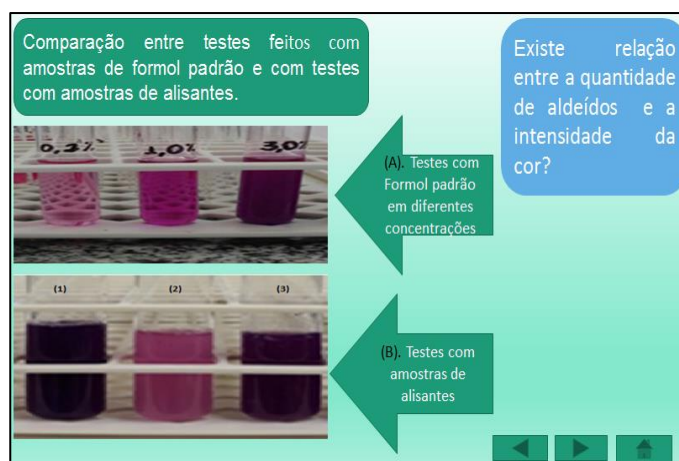 Comparação entre testes feitos com
amostras de formol padrão e com testes
com amostras de alisantes.
Existe relação
entre a quantidade
de aldeídos e a
intensidade da
cor?
0,2% 1,0% 3,0%
(A). Testes com
Formol padrão
em diferentes
concentrações
(1) (2) (3)
(B). Testes com
amostras de
alisantes